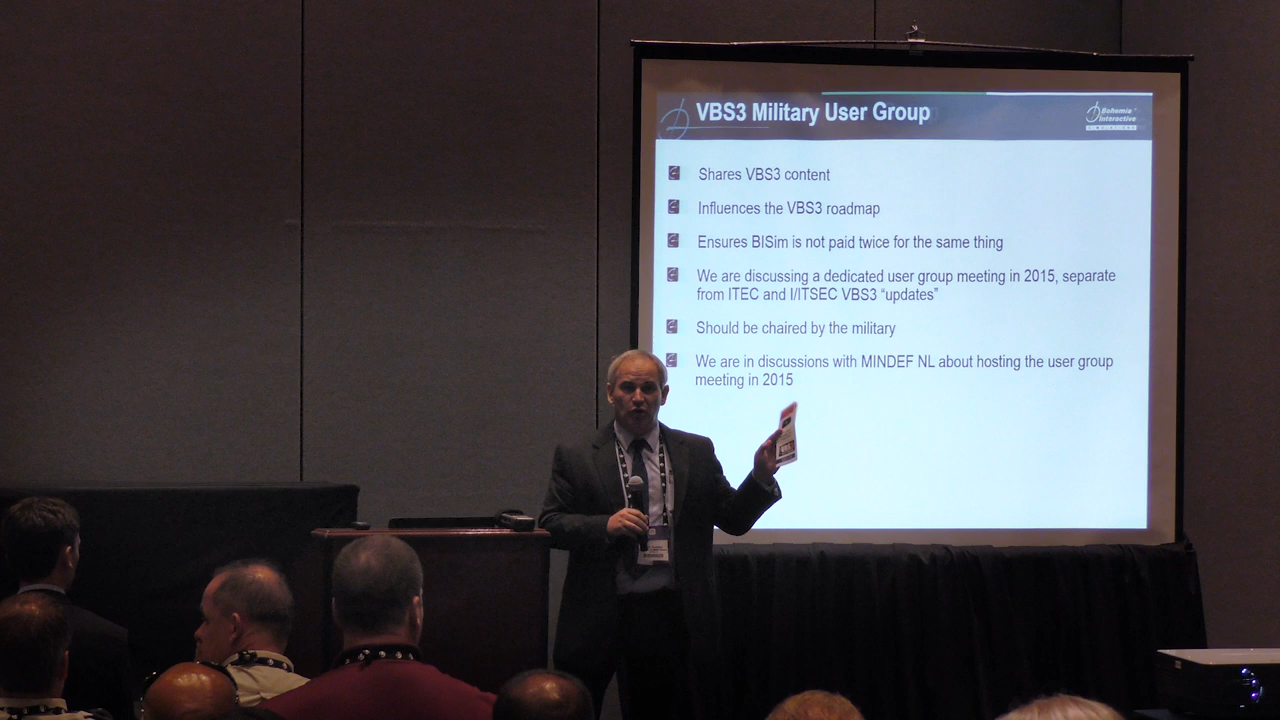 VBS3 Military User Group
Bohemia
Interactive
SIMULATIONS
Shares VBS3 content
Influences the VBS3 roadmap
Ensures BISim is not paid twice for the same thing
We are discussing a dedicated user group meeting in 2015, separate
from ITEC and I/ITSEC VBS3 “updates”
Should be chaired by the military
We are in discussions with MINDEF NL about hosting the user group
meeting in 2015